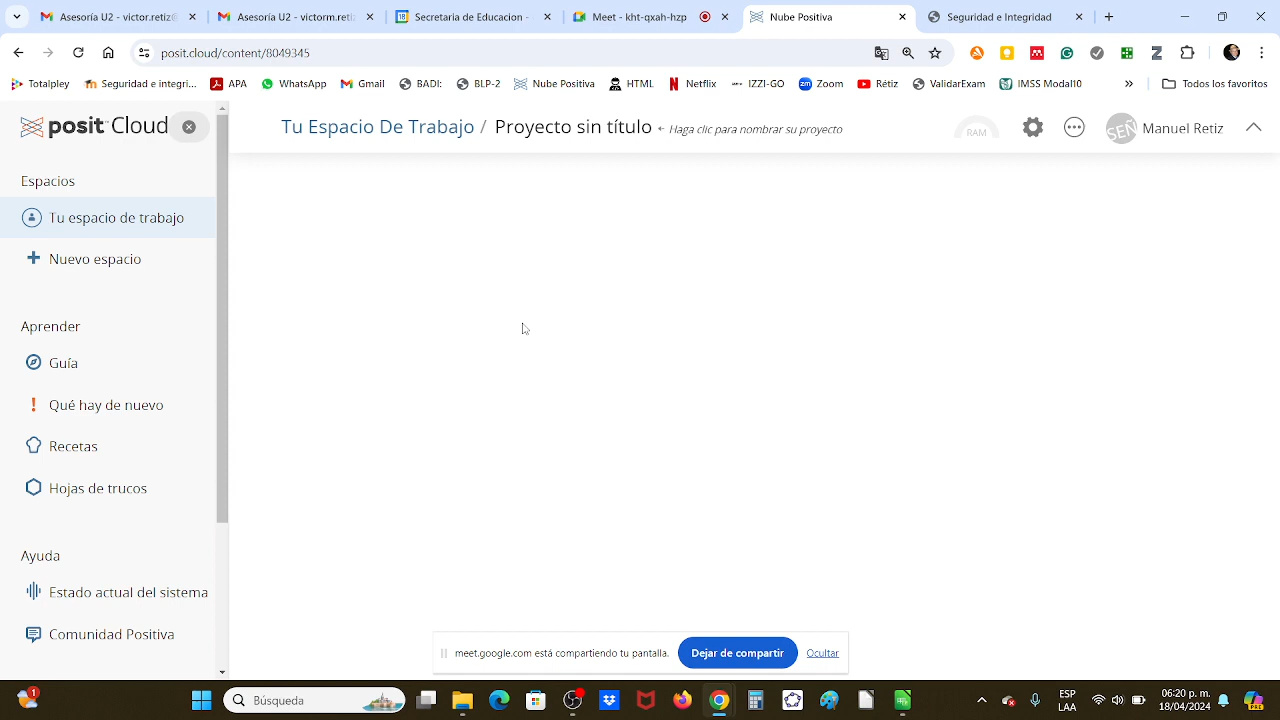 Asesoría U2 - victor.retiz@
Asesoría U2 - victorm.retiz
Secretaria de Educacion -
Meet - kht-qxah-hzp
Nube Positiva
Seguridad e Integridad
posit.cloud/content/8049345
Totalpley
Seguridad e integri...
APA
WhatsApp
Gmail
BADI:
BLP-2
Nube Positiva
HTML
Netflix
IZZI-GO
Zoom
Rétiz
ValidarExam
IMSS Modal10
»
Todos los favoritos
posit Cloud
Tu Espacio De Trabajo / Proyecto sin título ← Haga clic para nombrar su proyecto
RAM
SEÑ
Manuel Retiz
Espacios
Tu espacio de trabajo
Nuevo espacio
Aprender
Guía
Qué hay de nuevo
Recetas
Hojas de trucos
Ayuda
Estado actual del sistema
Comunidad Positiva
meet.google.com está compartiendo tu pantalla.
Dejar de compartir
Ocultar
1
Búsqueda
ESP
LAA
06:20 p. m.
18/04/2024